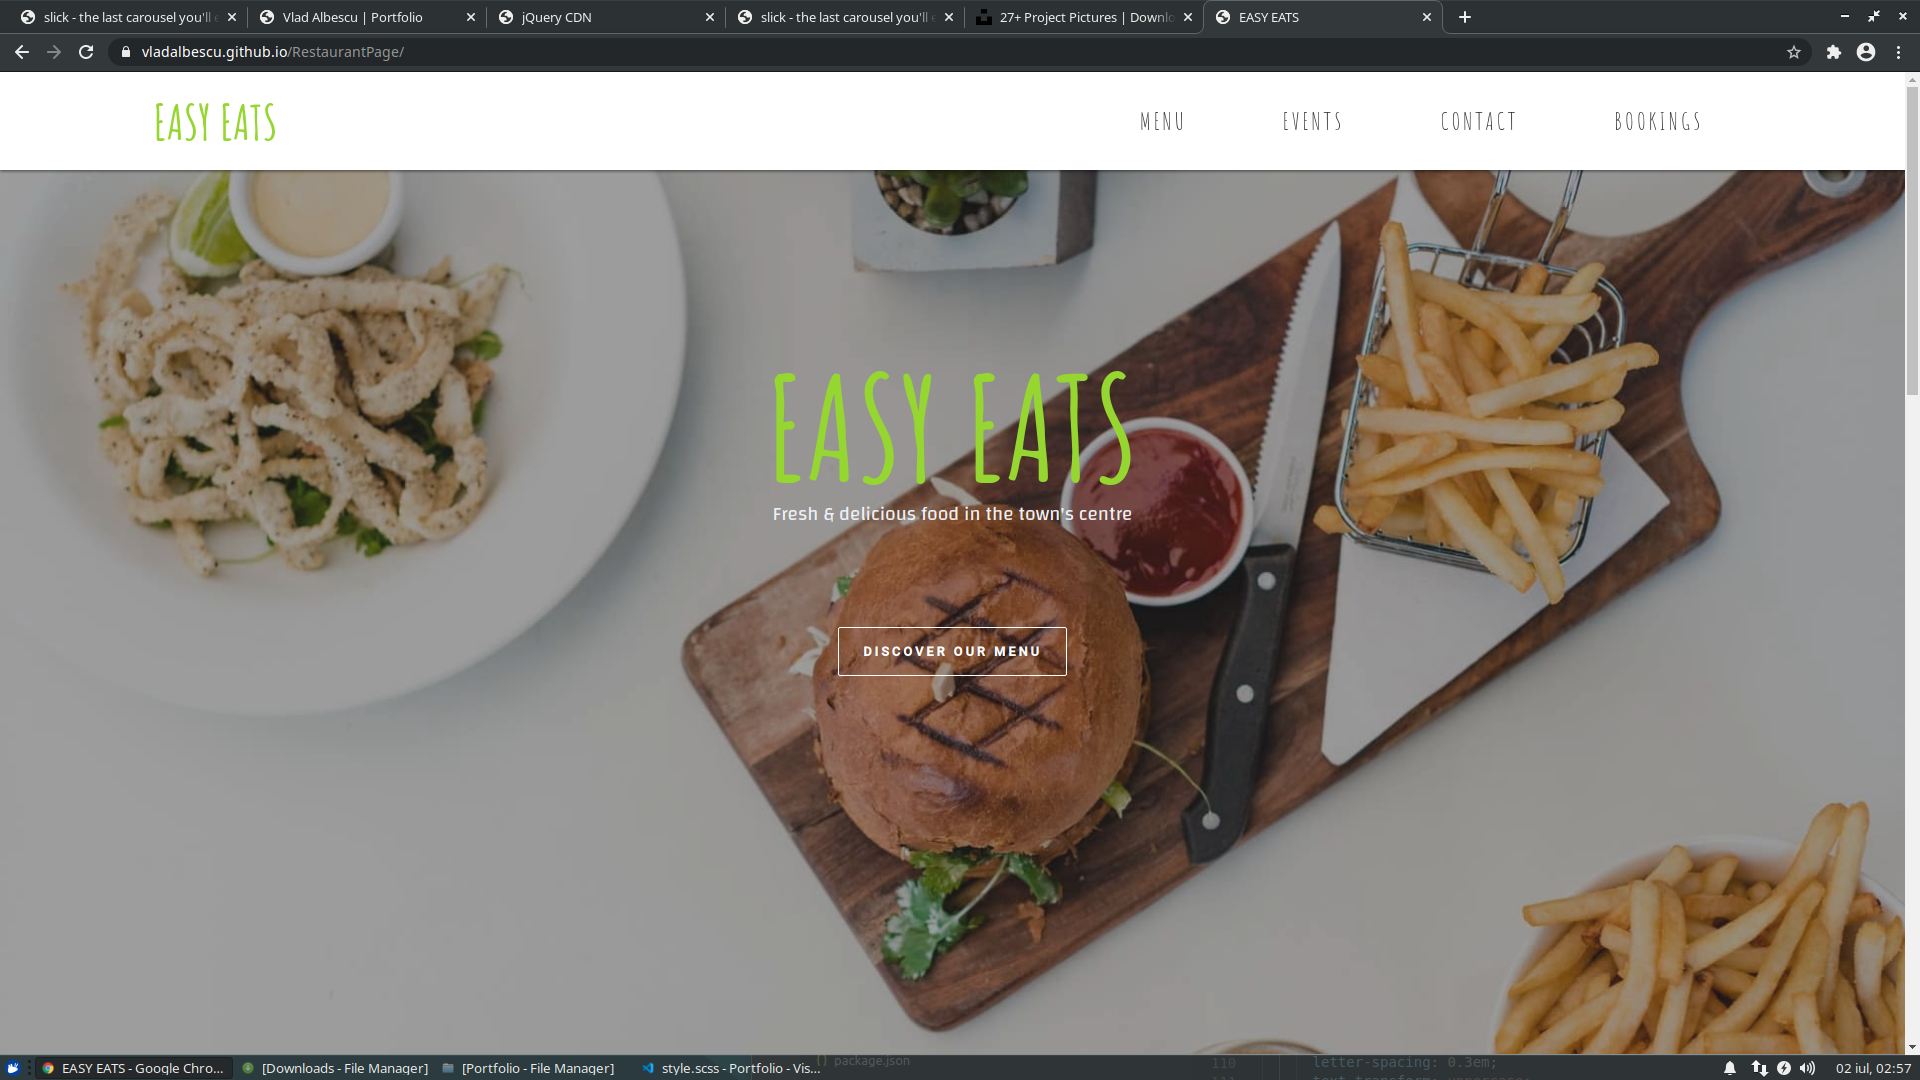 slick - the last carousel you'll
Vlad Albescu | Portfolio
jQuery CDN
slick - the last carousel you'll
27+ Project Pictures | Downlo
EASY EATS
vladalbescu.github.io/RestaurantPage/
EASY EATS
MENU
EVENTS
CONTACT
BOOKINGS
EASY EATS
Fresh & delicious food in the town's centre
DISCOVER OUR MENU
{} package.json
110
letter-spacing: 0.3em;
EASY EATS - Google Chro...
[Downloads - File Manager]
[Portfolio - File Manager]
style.scss - Portfolio - Vis...
02 iul, 02:57